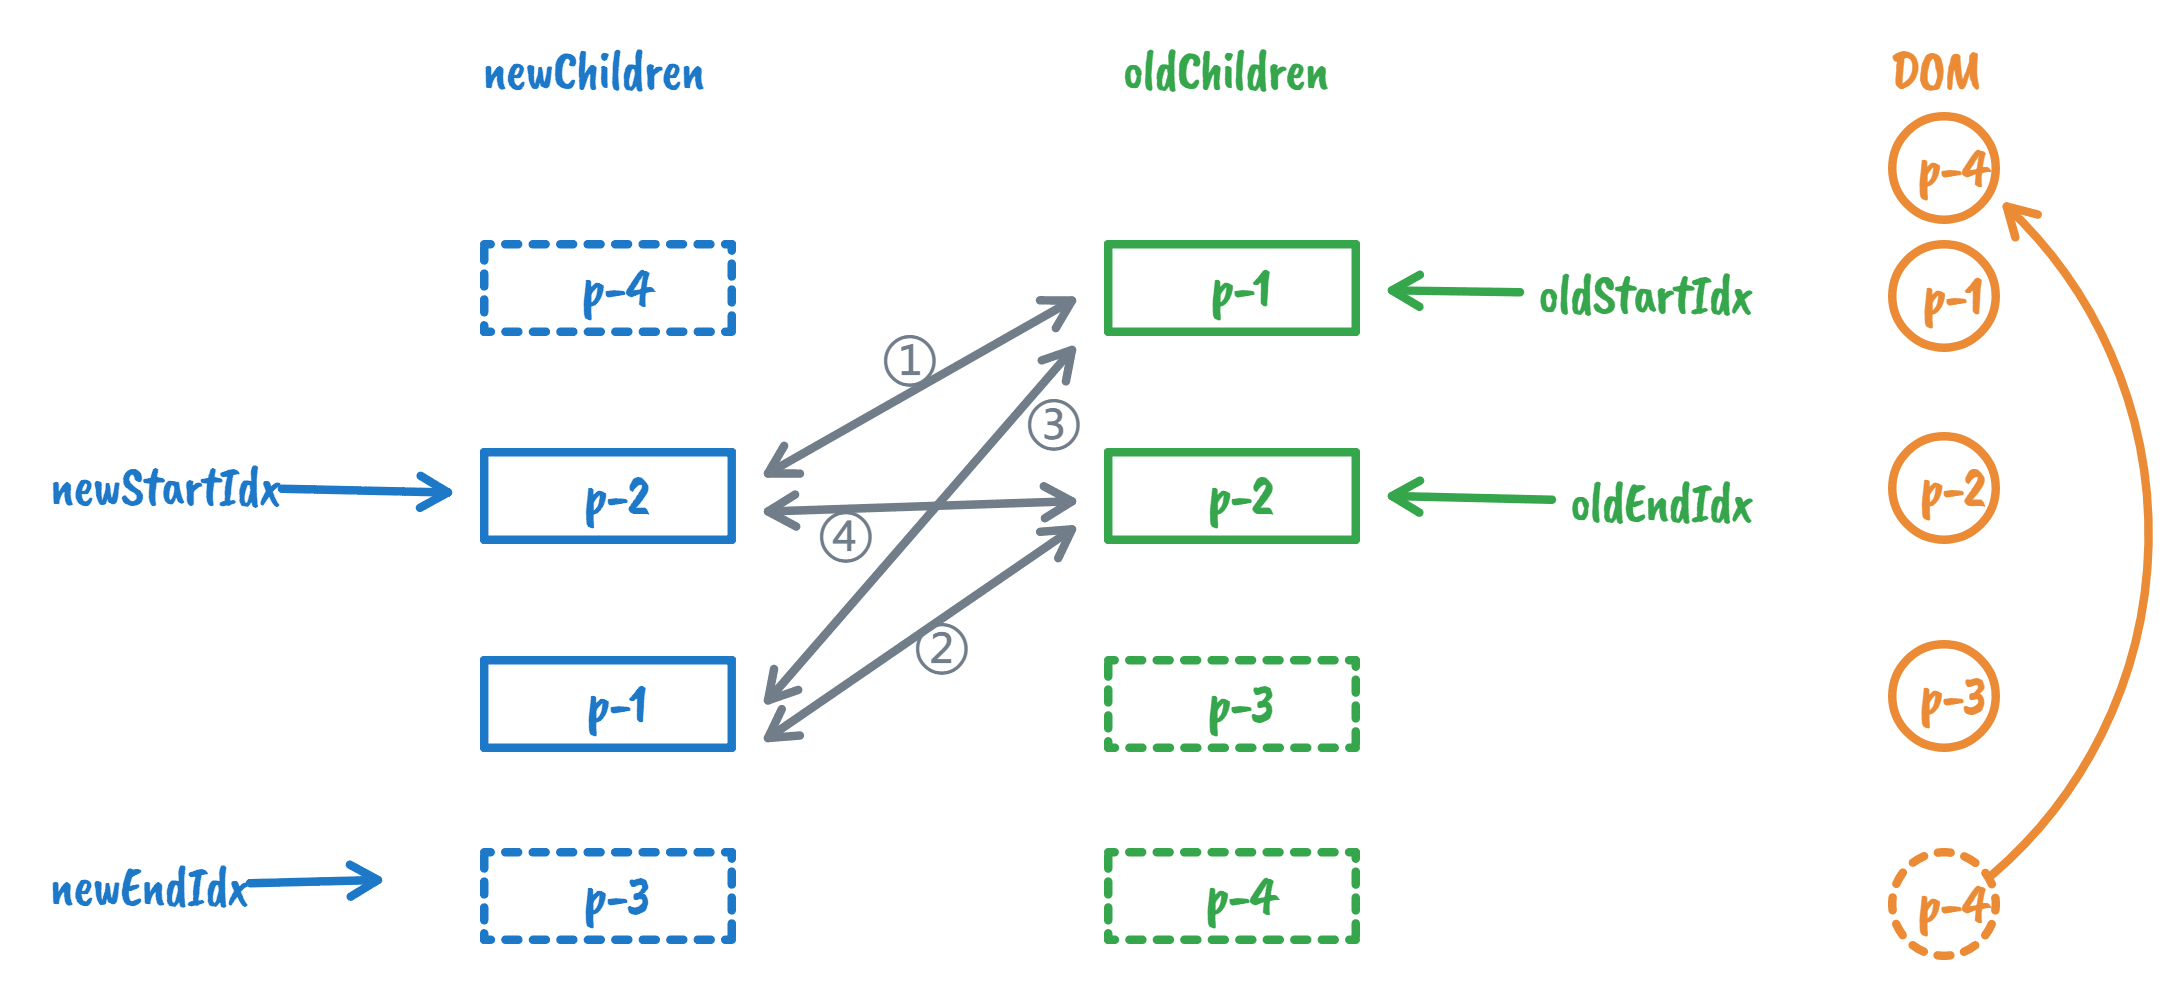 newChildren
oldChildren
DOM
p-4
p-4
p-1
oldStartIdx
p-1
①
③
newStartIdx
p-2
p-2
oldEndIdx
p-2
④
②
p-1
p-3
p-3
newEndIdx
p-3
p-4
p-4